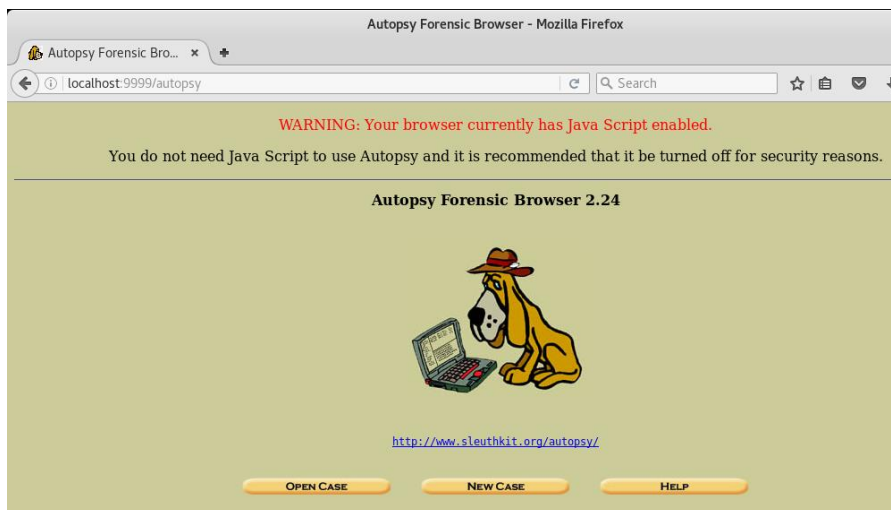 Autopsy Forensic Browser - Mozilla Firefox
Autopsy Forensic Bro...
localhost:9999/autopsy
Search
WARNING: Your browser currently has Java Script enabled.
You do not need Java Script to use Autopsy and it is recommended that it be turned off for security reasons.
Autopsy Forensic Browser 2.24
http://www.sleuthkit.org/autopsy/
OPEN CASE
NEW CASE
HELP